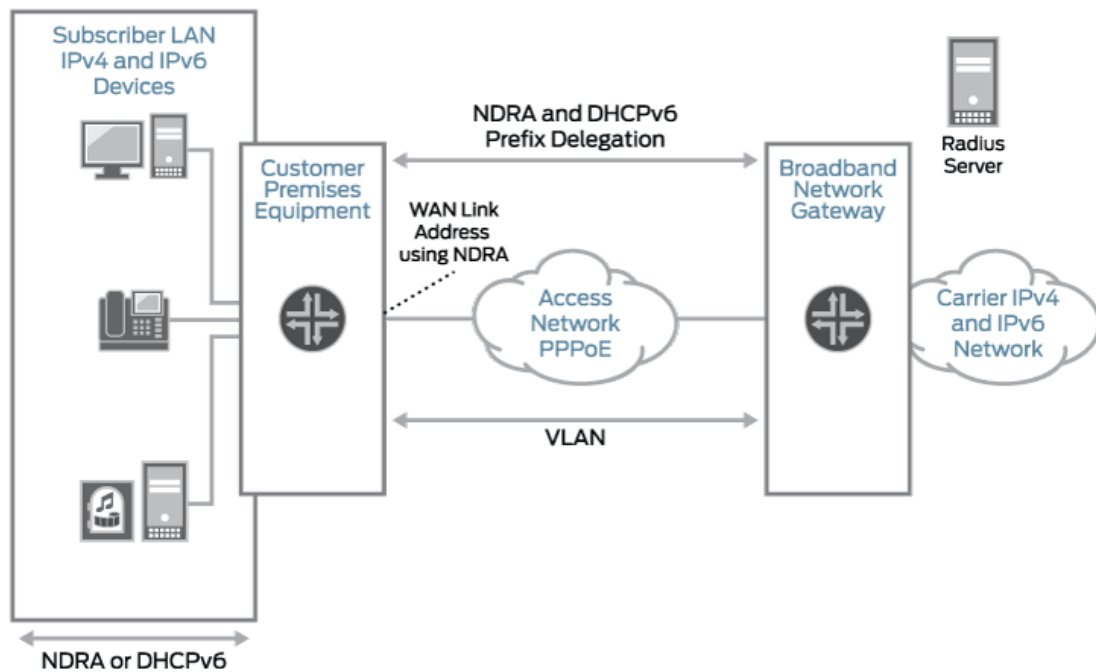 Subscriber LAN
IPv4 and IPv6
Devices
NDRA and DHCPv6
Prefix Delegation
Radius
Server
Customer
Premises
Equipment
Broadband
Network
Gateway
WAN Link
Address
using NDRA
Access
Network
PPPoE
Carrier IPv4
and IPv6
Network
VLAN
NDRA or DHCPv6